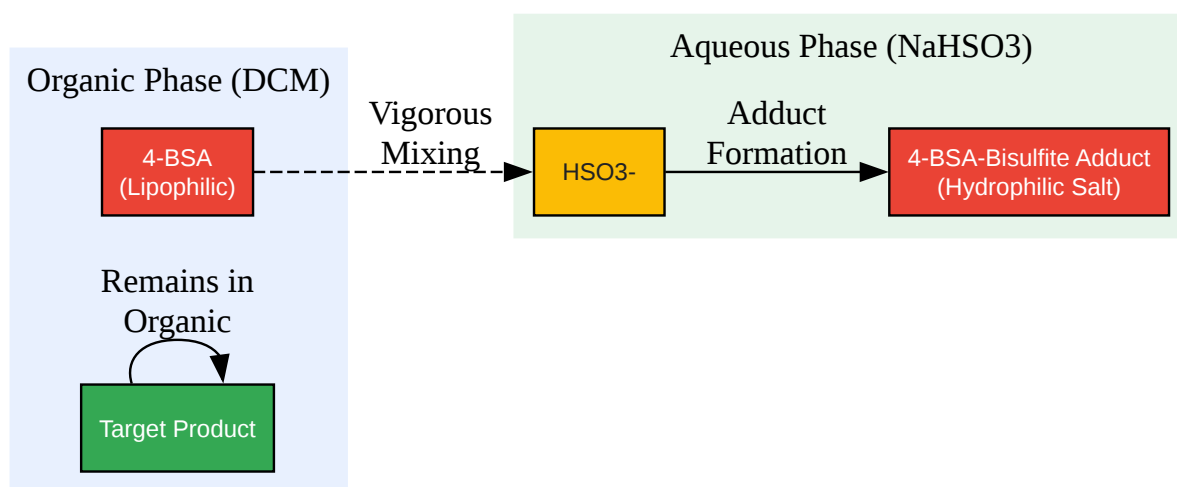 Organic Phase (DCM)
Aqueous Phase (NaHSO3)
4-BSA
(Lipophilic)
Vigorous
Mixing
HSO3-
Adduct
Formation
4-BSA-Bisulfite Adduct
(Hydrophilic Salt)
Remains in
Organic
Target Product